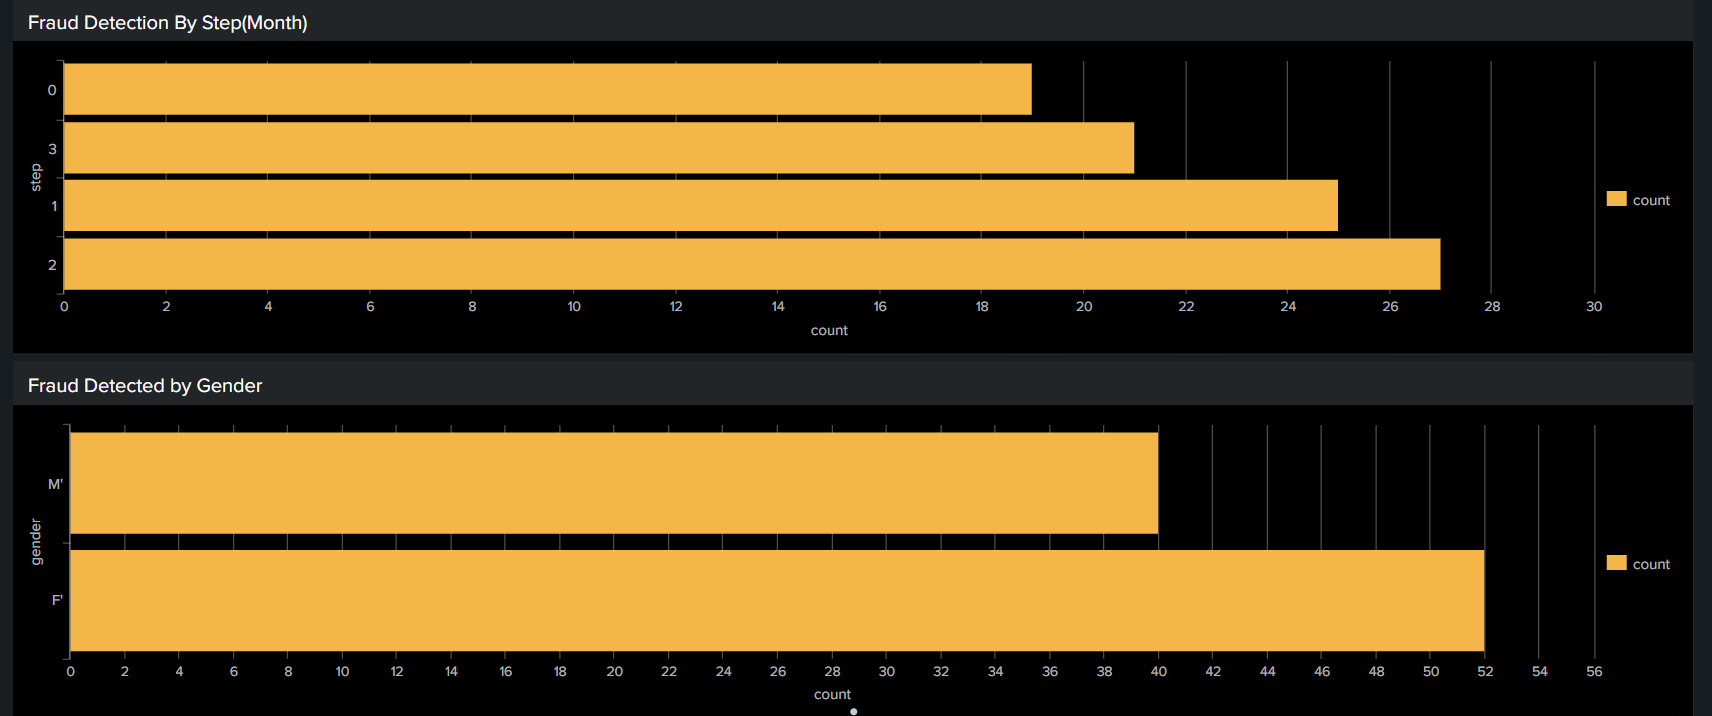 Fraud Detection By Step(Month)
0
3
1
2
step
0 2 4 6 8 10 12 14 16 18 20 22 24 26 28 30
count
count
Fraud Detected by Gender
M'
F'
gender
0 2 4 6 8 10 12 14 16 18 20 22 24 26 28 30 32 34 36 38 40 42 44 46 48 50 52 54 56
count
count